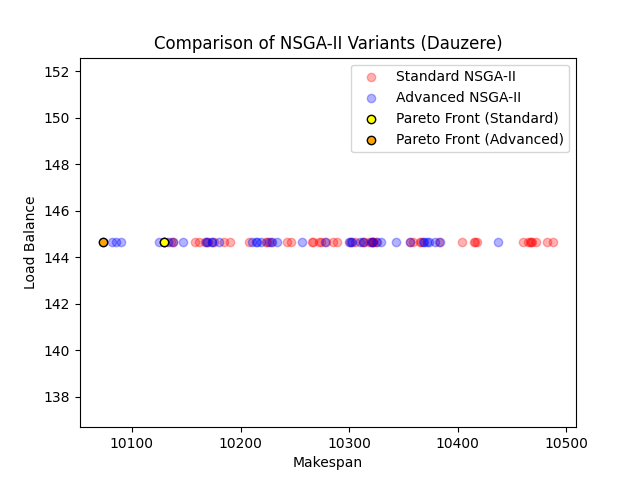 Comparison of NSGA-II Variants (Dauzere)
Standard NSGA-II
Advanced NSGA-II
Pareto Front (Standard)
Pareto Front (Advanced)
Load Balance
152
150
148
146
144
142
140
138
10100 10200 10300 10400 10500
Makespan